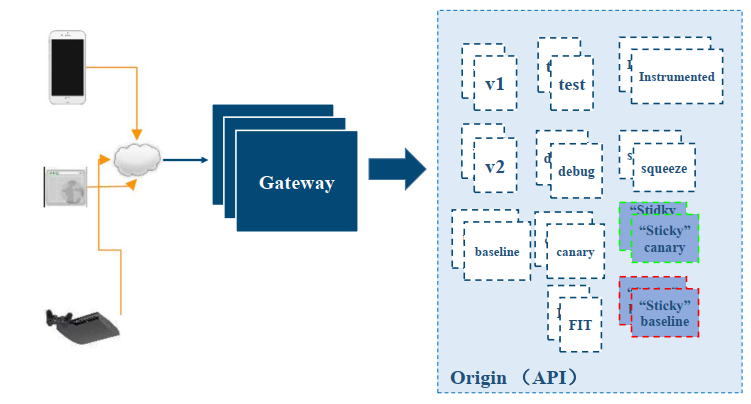 v1
test
Instrumented
v2
debug
squeeze
Gateway
baseline
canary
“Sticky”
canary
FIT
“Sticky”
baseline
Origin （API）